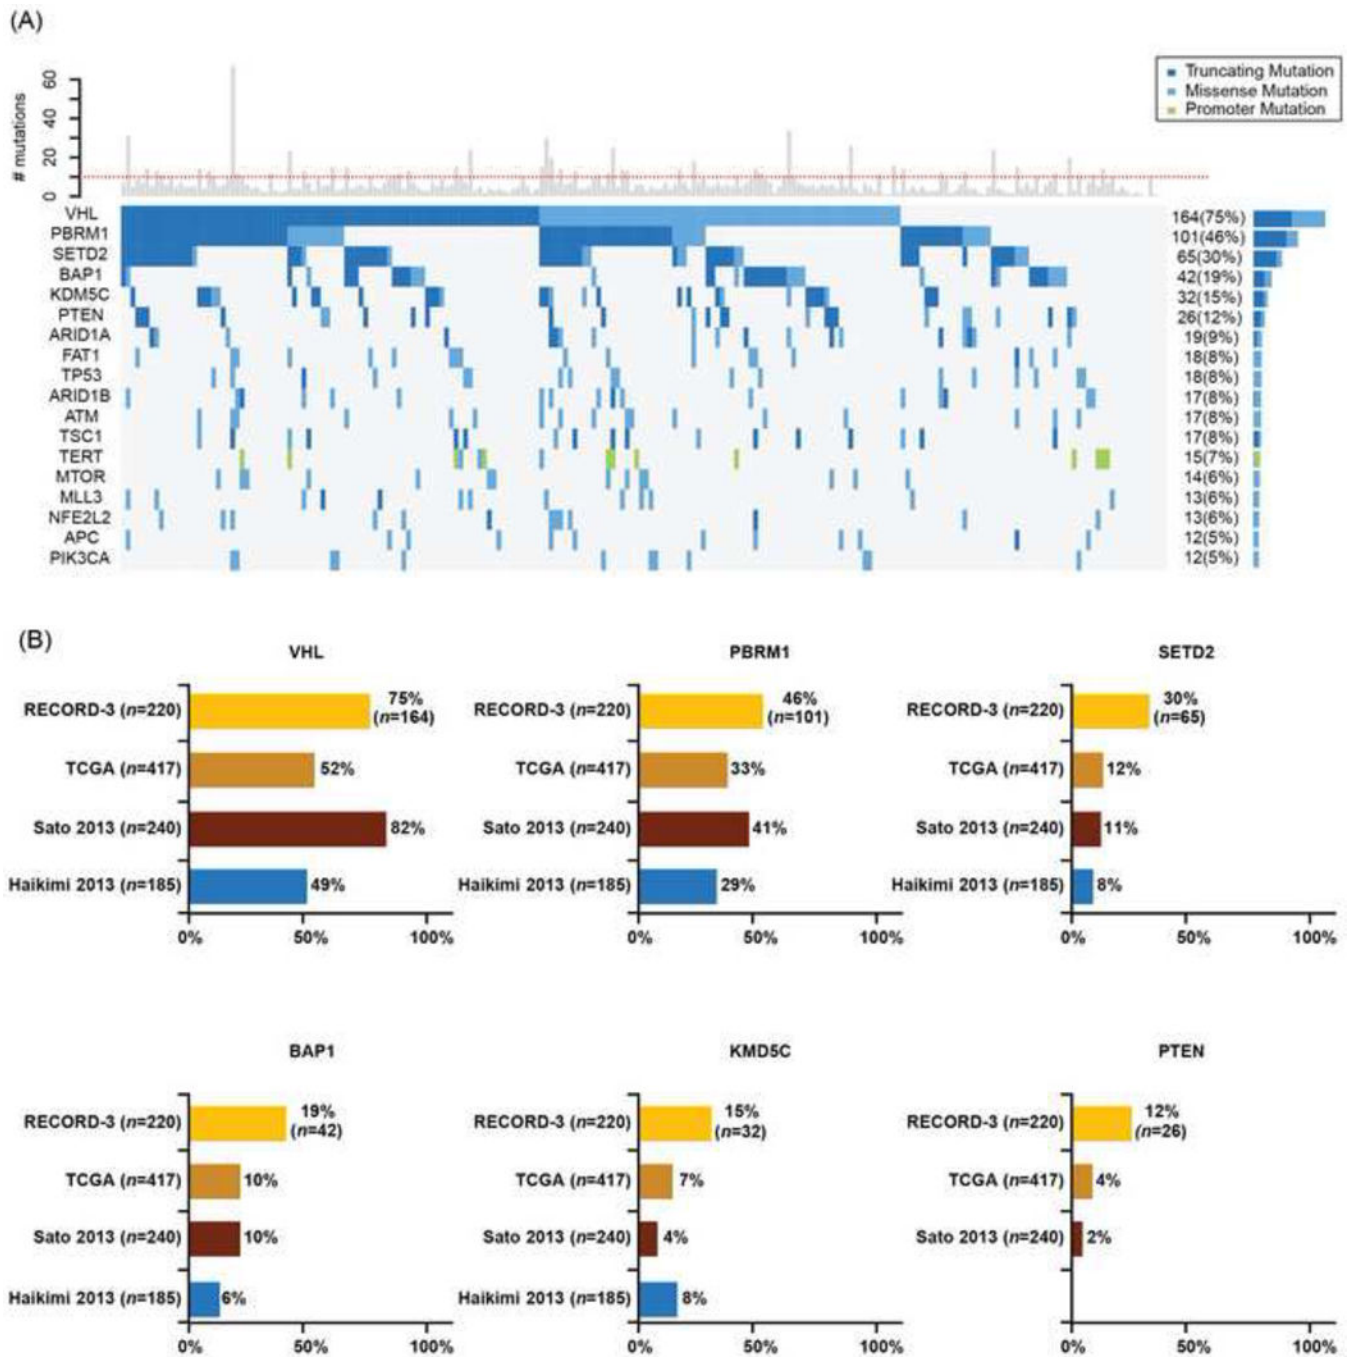 (A)
# mutations
0 20 40 60
Truncating Mutation
Missense Mutation
Promoter Mutation
VHL 164(75%)
PBRM1 101(46%)
SETD2 65(30%)
BAP1 42(19%)
KDM5C 32(15%)
PTEN 26(12%)
ARID1A 19(9%)
FAT1 18(8%)
TP53 18(8%)
ARID1B 17(8%)
ATM 17(8%)
TSC1 17(8%)
TERT 15(7%)
MTOR 14(6%)
MLL3 13(6%)
NFE2L2 13(6%)
APC 12(5%)
PIK3CA 12(5%)
(B)
VHL
RECORD-3 (n=220) 75%
(n=164)
TCGA (n=417) 52%
Sato 2013 (n=240) 82%
Haikimi 2013 (n=185) 49%
0% 50% 100%
PBRM1
RECORD-3 (n=220) 46%
(n=101)
TCGA (n=417) 33%
Sato 2013 (n=240) 41%
Haikimi 2013 (n=185) 29%
0% 50% 100%
SETD2
RECORD-3 (n=220) 30%
(n=65)
TCGA (n=417) 12%
Sato 2013 (n=240) 11%
Haikimi 2013 (n=185) 8%
0% 50% 100%
BAP1
RECORD-3 (n=220) 19%
(n=42)
TCGA (n=417) 10%
Sato 2013 (n=240) 10%
Haikimi 2013 (n=185) 6%
0% 50% 100%
KMD5C
RECORD-3 (n=220) 15%
(n=32)
TCGA (n=417) 7%
Sato 2013 (n=240) 4%
Haikimi 2013 (n=185) 8%
0% 50% 100%
PTEN
RECORD-3 (n=220) 12%
(n=26)
TCGA (n=417) 4%
Sato 2013 (n=240) 2%
0% 50% 100%